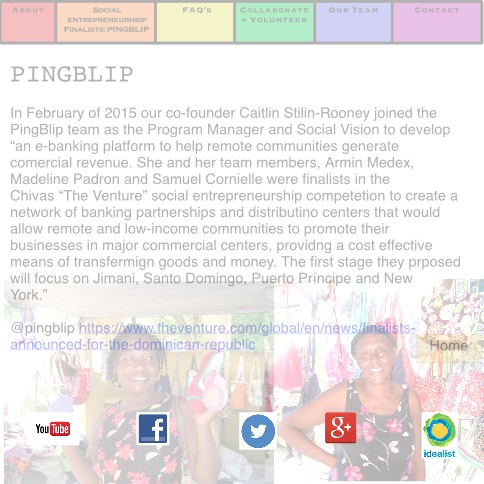 About
Social
entrepreneurhsip
Finalists: PINGBLIP
FAQ's
Collaborate
+ Volunteer
Our Team
Contact
PINGBLIP
In February of 2015 our co-founder Caitlin Stilin-Rooney joined the
PingBlip team as the Program Manager and Social Vision to develop
“an e-banking platform to help remote communities generate
comercial revenue. She and her team members, Armin Medex,
Madeline Padron and Samuel Cornielle were finalists in the
Chivas “The Venture” social entrepreneurship competetion to create a
network of banking partnerships and distributino centers that would
allow remote and low-income communities to promote their
businesses in major commercial centers, providng a cost effective
means of transfermign goods and money. The first stage they prposed
will focus on Jimani, Santo Domingo, Puerto Principe and New
York.”
@pingblip https://www.theventure.com/global/en/news/finalists-
announced-for-the-dominican-republic
Home
You Tube
f
g+
idealist